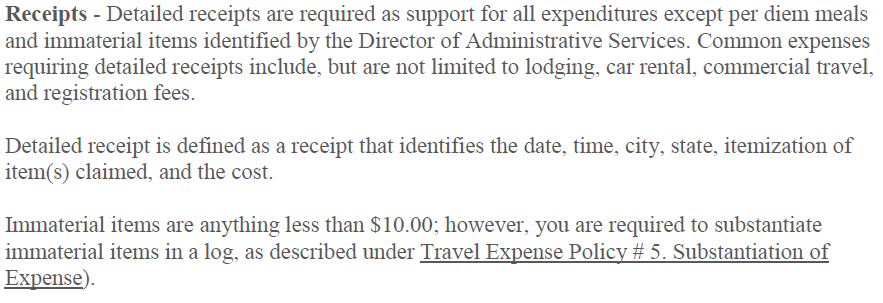 Receipts - Detailed receipts are required as support for all expenditures except per diem meals
and immaterial items identified by the Director of Administrative Services. Common expenses
requiring detailed receipts include, but are not limited to lodging, car rental, commercial travel,
and registration fees.
Detailed receipt is defined as a receipt that identifies the date, time, city, state, itemization of
item(s) claimed, and the cost.
Immaterial items are anything less than $10.00; however, you are required to substantiate
immaterial items in a log, as described under Travel Expense Policy # 5. Substantiation of
Expense).